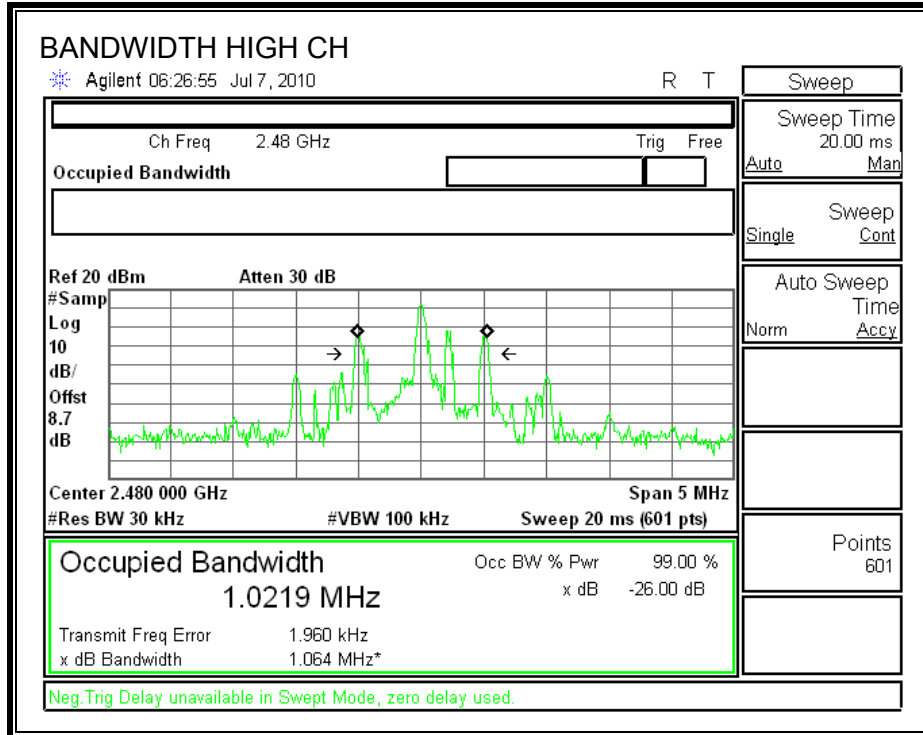 BANDWIDTH HIGH CH
Agilent 06:26:55 Jul 7, 2010 R T
Ch Freq 2.48 GHz Trig Free
Occupied Bandwidth
Ref 20 dBm Atten 30 dB
#Samp
Log
10
dB/
Offst
8.7
dB
Center 2.480 000 GHz Span 5 MHz
#Res BW 30 kHz #VBW 100 kHz Sweep 20 ms (601 pts)
Occupied Bandwidth
1.0219 MHz
Occ BW % Pwr 99.00 %
x dB -26.00 dB
Transmit Freq Error 1.960 kHz
x dB Bandwidth 1.064 MHz*
Neg.Trig Delay unavailable in Swept Mode, zero delay used.
Sweep
Sweep Time
20.00 ms
Auto Man
Sweep
Single Cont
Auto Sweep
Time
Norm Accy
Points
601